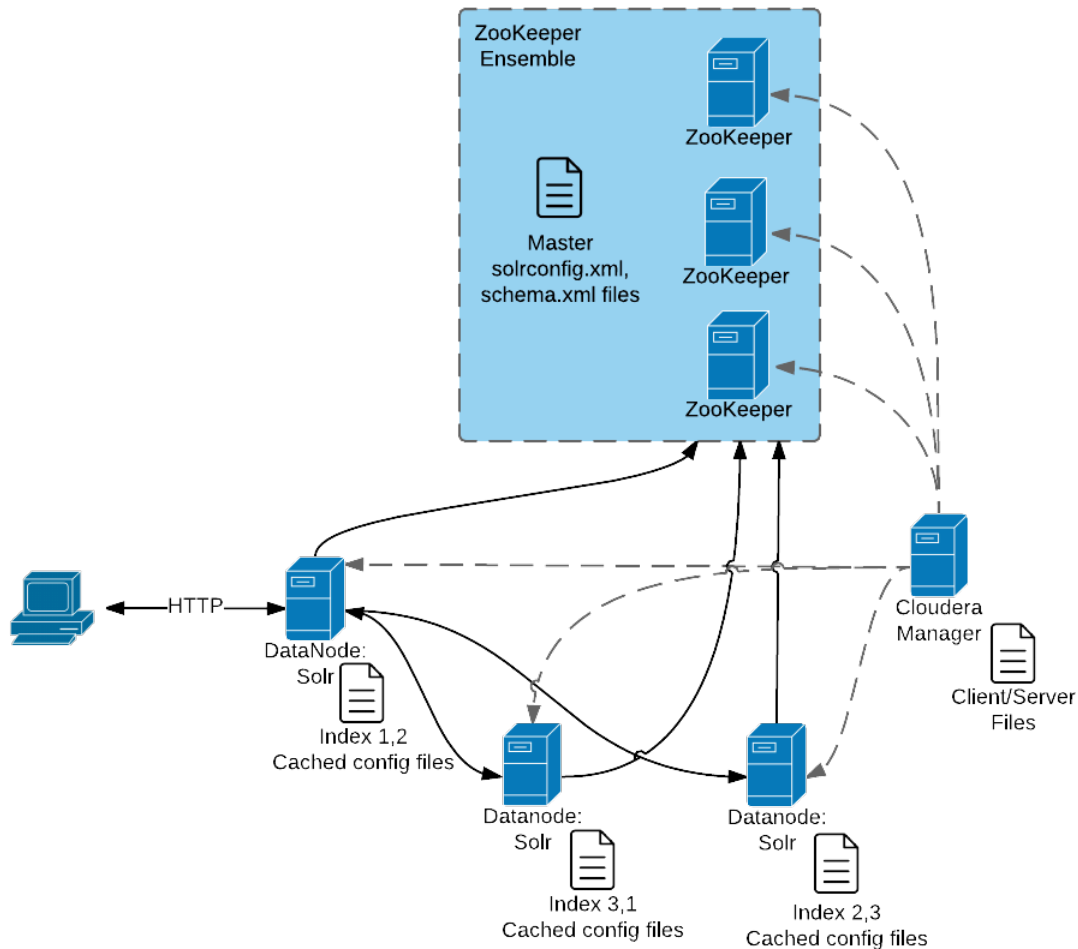 ZooKeeper
Ensemble
ZooKeeper
Master
solrconfig.xml,
schema.xml files
ZooKeeper
ZooKeeper
HTTP
DataNode:
Solr
Index 1,2
Cached config files
Cloudera
Manager
Client/Server
Files
Datanode:
Solr
Index 3,1
Cached config files
Datanode:
Solr
Index 2,3
Cached config files